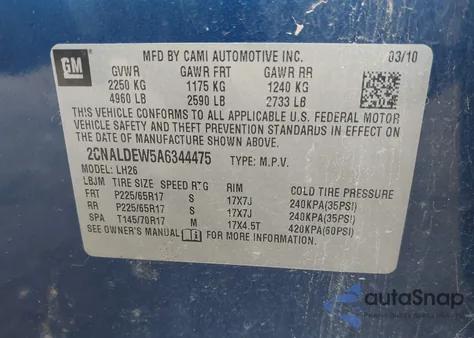 GM
MFD BY CAMI AUTOMOTIVE INC. 03/10
GVWR GAWR FRT GAWR RR
2250 KG 1175 KG 1240 KG
4960 LB 2590 LB 2733 LB
THIS VEHICLE CONFORMS TO ALL APPLICABLE U.S. FEDERAL MOTOR
VEHICLE SAFETY AND THEFT PREVENTION STANDARDS IN EFFECT ON
THE DATE OF MANUFACTURE SHOWN ABOVE.
2CNALDEW5A6344475 TYPE: M.P.V.
MODEL: LH26
LBJM TIRE SIZE SPEED RTG RIM COLD TIRE PRESSURE
FRT P225/65R17 S 17X7J 240KPA(35PSI)
RR P225/65R17 S 17X7J 240KPA(35PSI)
SPA T145/70R17 M 17X4.5T 420KPA(60PSI)
SEE OWNER'S MANUAL FOR MORE INFORMATION.
autoSnap